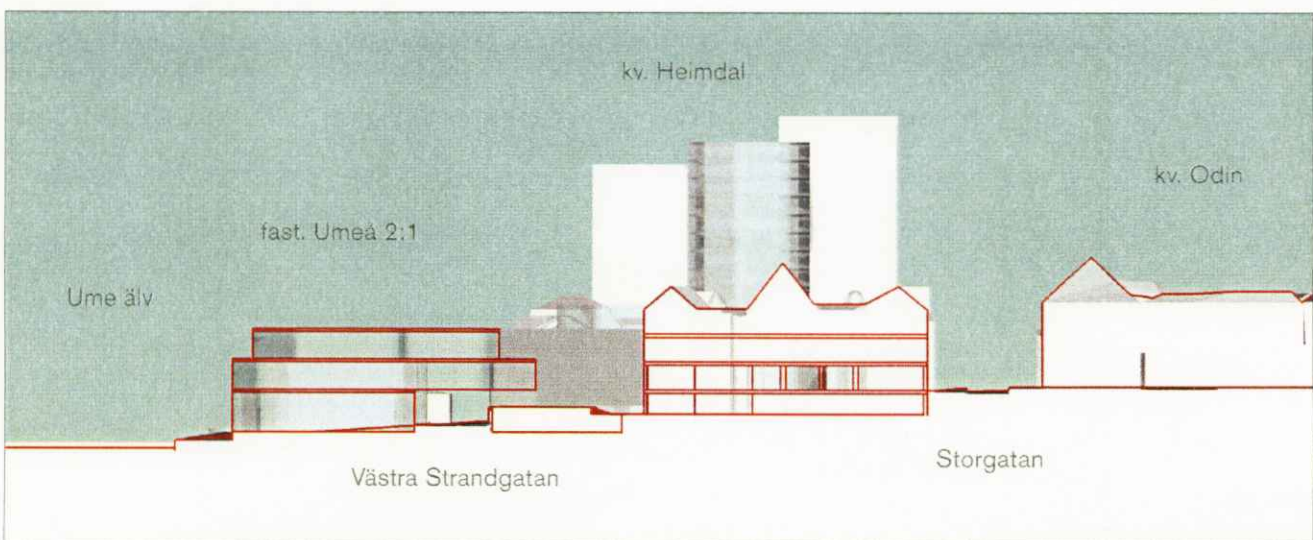 kv. Heimdal
kv. Odin
fast. Umeå 2:1
Ume älv
Västra Strandgatan
Storgatan